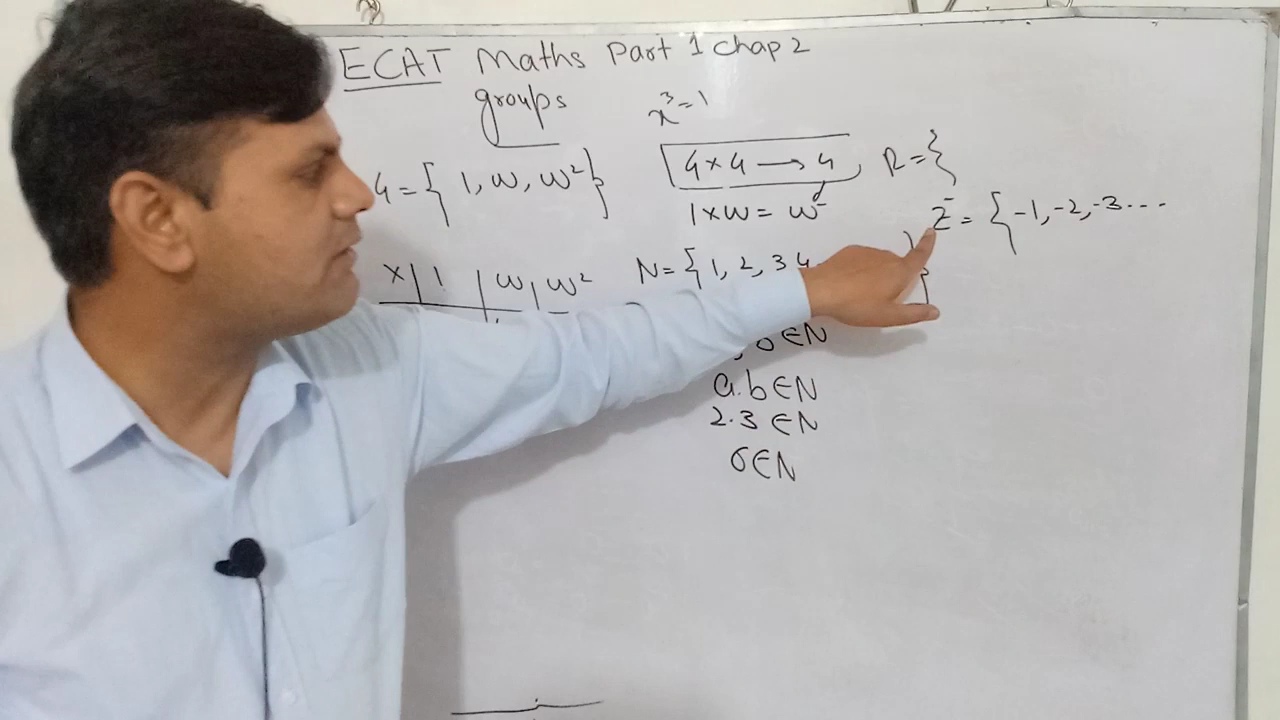 ECAT Maths Part 1 Chap 2
groups
x³=1
G={1, ω, ω²}
G×G → G
1×ω = ω
R={
Z⁻ = {-1, -2, -3...
× | 1 | ω | ω²
N={1, 2, 3 4
b∈N
a.b∈N
2.3 ∈N
6∈N